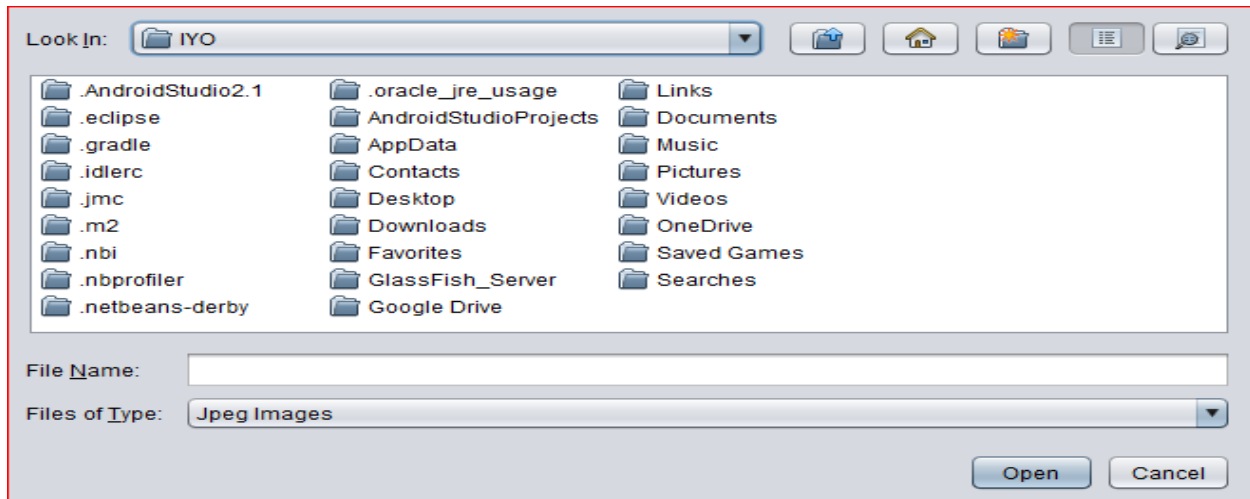 Look In: IYO
.AndroidStudio2.1 .oracle_jre_usage Links
.eclipse AndroidStudioProjects Documents
.gradle AppData Music
.idlerc Contacts Pictures
.jmc Desktop Videos
.m2 Downloads OneDrive
.nbi Favorites Saved Games
.nbprofiler GlassFish_Server Searches
.netbeans-derby Google Drive
File Name:
Files of Type: Jpeg Images
Open Cancel